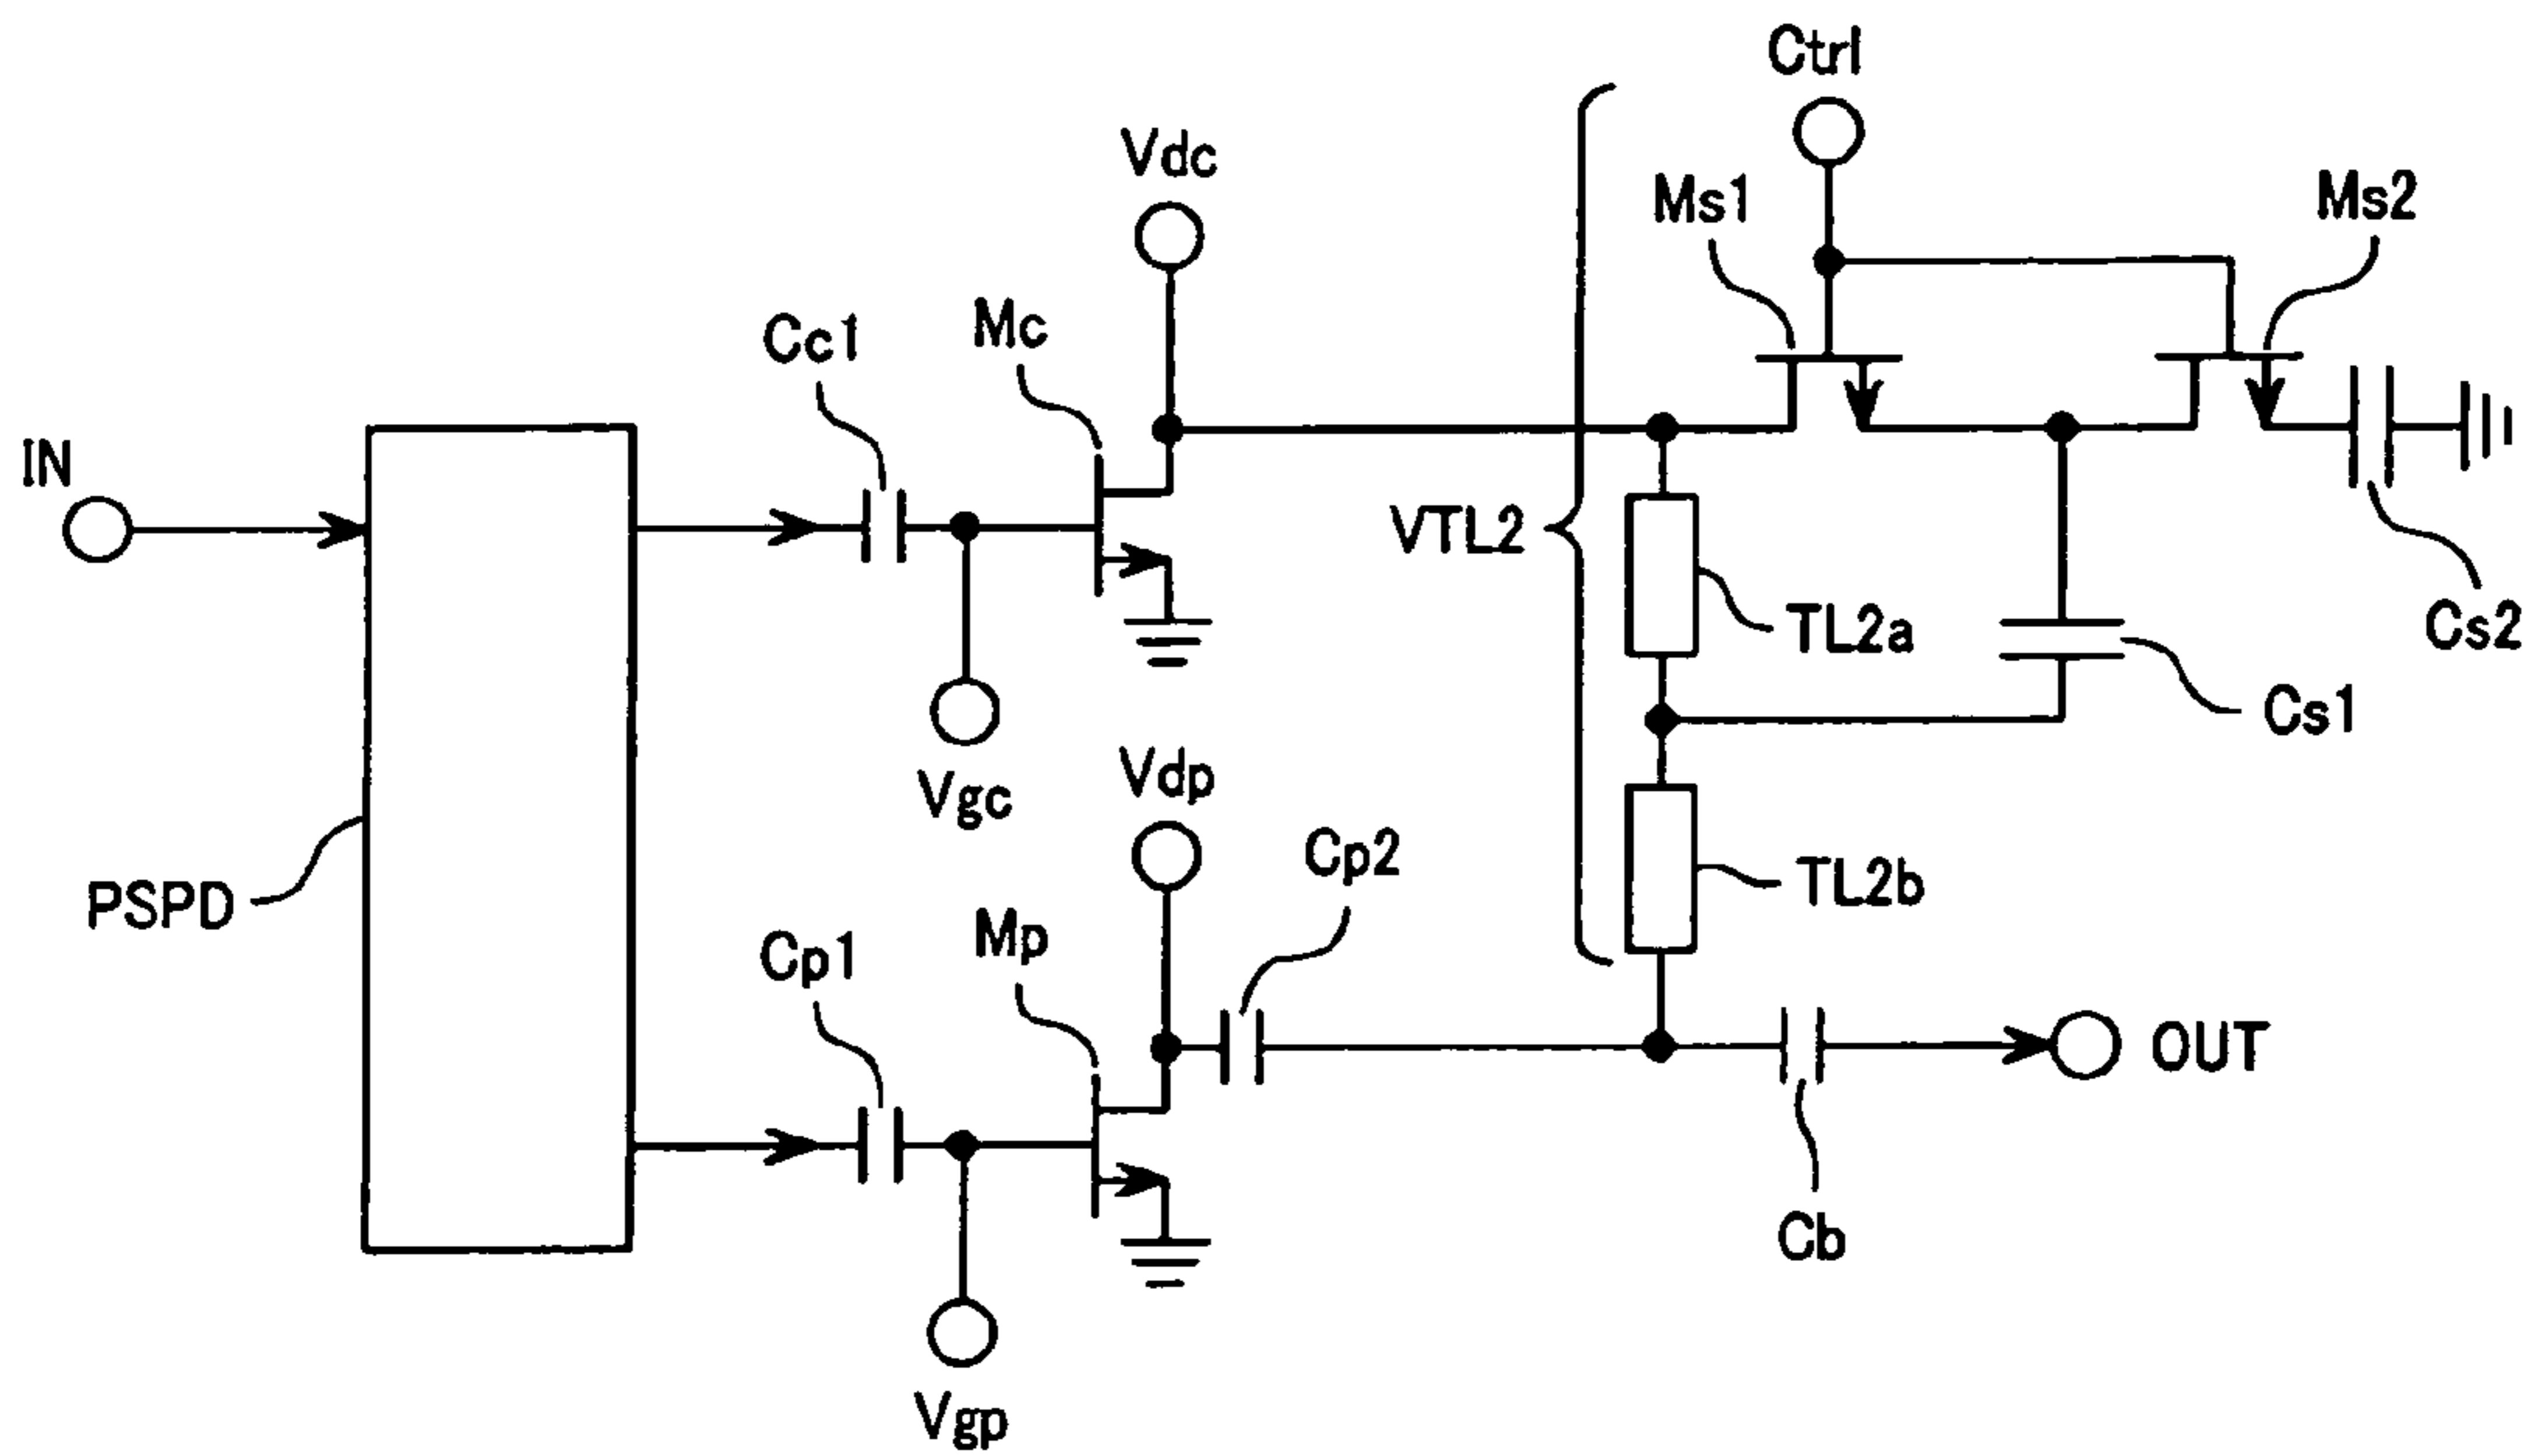 Ctrl
Vdc
Ms1
Ms2
Cc1
Mc
IN
VTL2
TL2a
Cs2
Cs1
Vgc
Vdp
Cp2
TL2b
PSPD
Cp1
Mp
OUT
Cb
Vgp